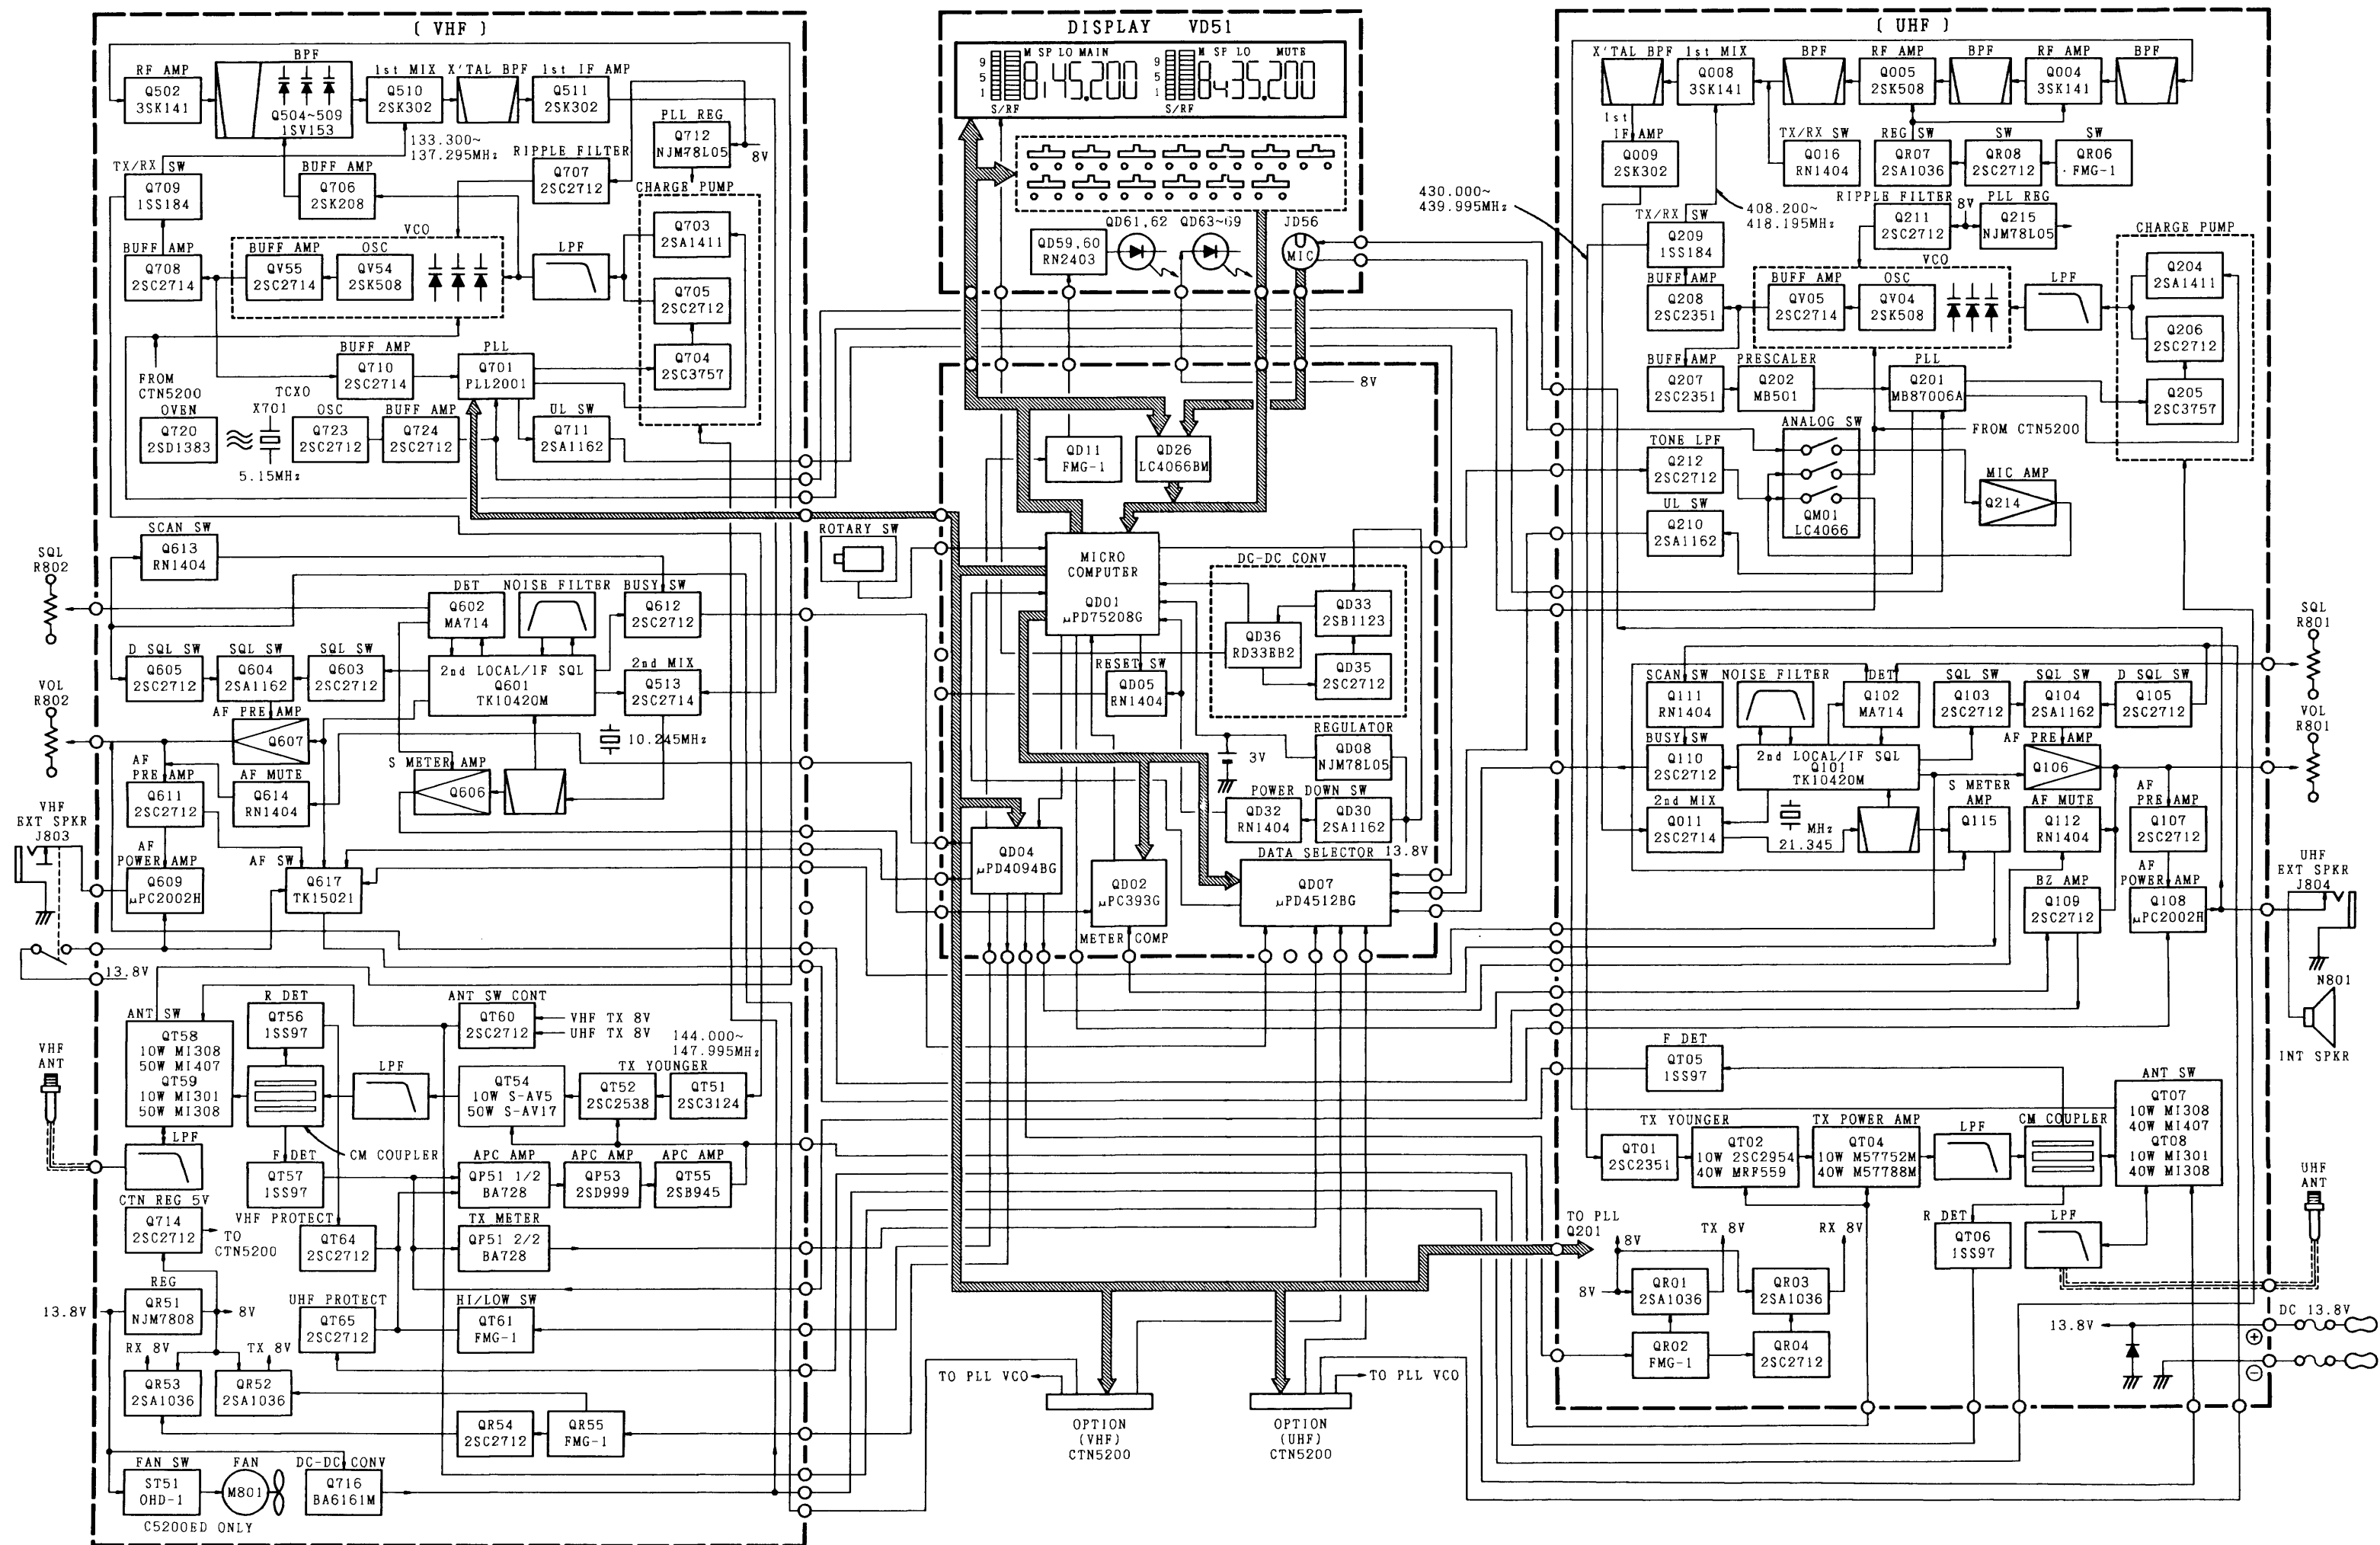 ( VHF )
RF AMP
Q502
3SK141
BPF
Q504~509
1SV153
1st MIX
Q510
2SK302
X'TAL BPF
1st IF AMP
Q511
2SK302
133.300~
137.295MHz
PLL REG
Q712
NJM78L05
8V
TX/RX SW
Q709
1SS184
BUFF AMP
Q706
2SK208
RIPPLE FILTER
Q707
2SC2712
CHARGE PUMP
Q703
2SA1411
Q705
2SC2712
Q704
2SC3757
BUFF AMP
Q708
2SC2714
VCO
BUFF AMP
QV55
2SC2714
OSC
QV54
2SK508
LPF
BUFF AMP
Q710
2SC2714
PLL
Q701
PLL2001
FROM
CTN5200
OVEN
Q720
2SD1383
TCXO
X701
5.15MHz
OSC
Q723
2SC2712
BUFF AMP
Q724
2SC2712
UL SW
Q711
2SA1162
SCAN SW
Q613
RN1404
SQL
R802
DET
Q602
MA714
NOISE FILTER
BUSY SW
Q612
2SC2712
D SQL SW
Q605
2SC2712
SQL SW
Q604
2SA1162
SQL SW
Q603
2SC2712
2nd LOCAL/IF SQL
Q601
TK10420M
2nd MIX
Q513
2SC2714
VOL
R802
AF PRE AMP
Q607
10.245MHz
AF
PRE AMP
Q611
2SC2712
AF MUTE
Q614
RN1404
S METER AMP
Q606
VHF
EXT SPKR
J803
AF
POWER AMP
Q609
µPC2002H
AF SW
Q617
TK15021
13.8V
ANT SW
QT58
10W MI308
50W MI407
QT59
10W MI301
50W MI308
R DET
QT56
1SS97
ANT SW CONT
QT60
2SC2712
VHF TX 8V
UHF TX 8V
144.000~
147.995MHz
VHF
ANT
LPF
QT54
10W S-AV5
50W S-AV17
TX YOUNGER
QT52
2SC2538
QT51
2SC3124
LPF
CM COUPLER
F DET
QT57
1SS97
APC AMP
QP51 1/2
BA728
APC AMP
QP53
2SD999
APC AMP
QT55
2SB945
CTN REG 5V
Q714
2SC2712
TO
CTN5200
VHF PROTECT
QT64
2SC2712
TX METER
QP51 2/2
BA728
13.8V
REG
QR51
NJM7808
8V
UHF PROTECT
QT65
2SC2712
HI/LOW SW
QT61
FMG-1
RX 8V
TX 8V
QR53
2SA1036
QR52
2SA1036
QR54
2SC2712
QR55
FMG-1
FAN SW
ST51
OHD-1
FAN
M801
DC-DC CONV
Q716
BA6161M
C5200ED ONLY
DISPLAY VD51
M SP LO MAIN
M SP LO MUTE
9
5
1
S/RF
145.200
9
5
1
S/RF
435.200
QD59,60
RN2403
QD61,62
QD63~69
JD56
MIC
8V
QD11
FMG-1
QD26
LC4066BM
ROTARY SW
MICRO
COMPUTER
QD01
µPD75208G
DC-DC CONV
QD33
2SB1123
QD36
RD33EB2
QD35
2SC2712
RESET SW
QD05
RN1404
REGULATOR
QD08
NJM78L05
3V
POWER DOWN SW
QD32
RN1404
QD30
2SA1162
13.8V
QD04
µPD4094BG
QD02
µPC393G
METER COMP
DATA SELECTOR
QD07
µPD4512BG
TO PLL VCO
OPTION
(VHF)
CTN5200
TO PLL VCO
OPTION
(UHF)
CTN5200
( UHF )
X'TAL BPF
1st MIX
Q008
3SK141
BPF
RF AMP
Q005
2SK508
BPF
RF AMP
Q004
3SK141
BPF
1st
IF AMP
Q009
2SK302
TX/RX SW
Q016
RN1404
REG SW
QR07
2SA1036
SW
QR08
2SC2712
SW
QR06
FMG-1
430.000~
439.995MHz
408.200~
418.195MHz
TX/RX SW
Q209
1SS184
RIPPLE FILTER
Q211
2SC2712
8V
PLL REG
Q215
NJM78L05
CHARGE PUMP
Q204
2SA1411
Q206
2SC2712
Q205
2SC3757
BUFF AMP
Q208
2SC2351
VCO
BUFF AMP
QV05
2SC2714
OSC
QV04
2SK508
LPF
BUFF AMP
Q207
2SC2351
PRESCALER
Q202
MB501
PLL
Q201
MB87006A
FROM CTN5200
TONE LPF
Q212
2SC2712
ANALOG SW
QM01
LC4066
MIC AMP
Q214
UL SW
Q210
2SA1162
SQL
R801
SCAN SW
Q111
RN1404
NOISE FILTER
DET
Q102
MA714
SQL SW
Q103
2SC2712
SQL SW
Q104
2SA1162
D SQL SW
Q105
2SC2712
VOL
R801
BUSY SW
Q110
2SC2712
2nd LOCAL/IF SQL
Q101
TK10420M
AF PRE AMP
Q106
2nd MIX
Q011
2SC2714
MHz
21.345
S METER
AMP
Q115
AF MUTE
Q112
RN1404
AF
PRE AMP
Q107
2SC2712
BZ AMP
Q109
2SC2712
AF
POWER AMP
Q108
µPC2002H
UHF
EXT SPKR
J804
N801
INT SPKR
F DET
QT05
1SS97
TX YOUNGER
QT01
2SC2351
QT02
10W 2SC2954
40W MRF559
TX POWER AMP
QT04
10W M57752M
40W M57788M
LPF
CM COUPLER
ANT SW
QT07
10W MI308
40W MI407
QT08
10W MI301
40W MI308
UHF
ANT
TO PLL
Q201
8V
TX 8V
RX 8V
R DET
QT06
1SS97
LPF
8V
QR01
2SA1036
QR03
2SA1036
QR02
FMG-1
QR04
2SC2712
13.8V
DC 13.8V
+
−